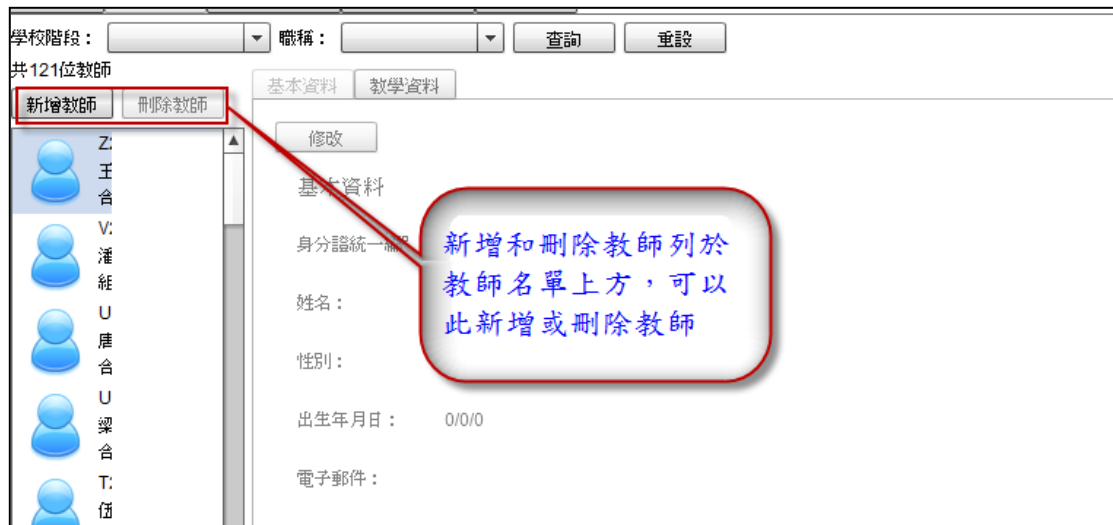 學校階段：
職稱：
查詢
重設
共121位教師
新增教師
刪除教師
基本資料
教學資料
修改
基本資料
身分證統一編
姓名：
性別：
出生年月日：
0/0/0
電子郵件：
Z2
王
合
V2
潘
組
U
唐
合
U
梁
合
T2
伍
新增和刪除教師列於
教師名單上方，可以
此新增或刪除教師